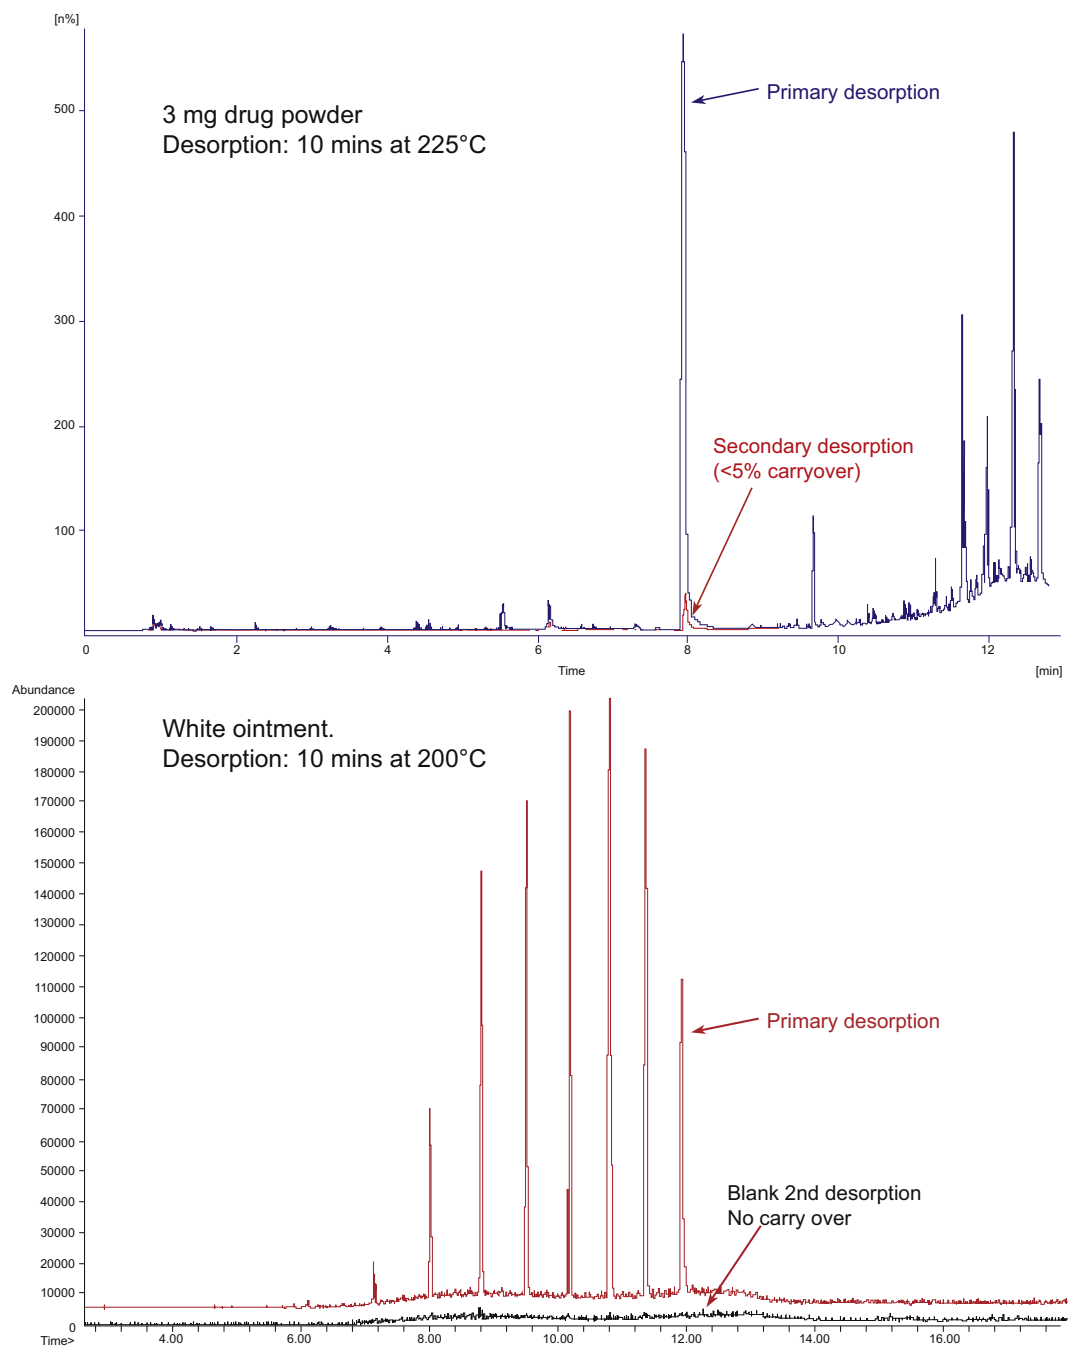 [n%]
3 mg drug powder
Desorption: 10 mins at 225°C
Primary desorption
500
400
300
200
100
Secondary desorption
(<5% carryover)
0 2 4 6 8 10 12
Time [min]
Abundance
White ointment.
Desorption: 10 mins at 200°C
200000
190000
180000
170000
160000
150000
140000
130000
120000
110000
100000
90000
80000
70000
60000
50000
40000
30000
20000
10000
0
Primary desorption
Blank 2nd desorption
No carry over
Time> 4.00 6.00 8.00 10.00 12.00 14.00 16.00